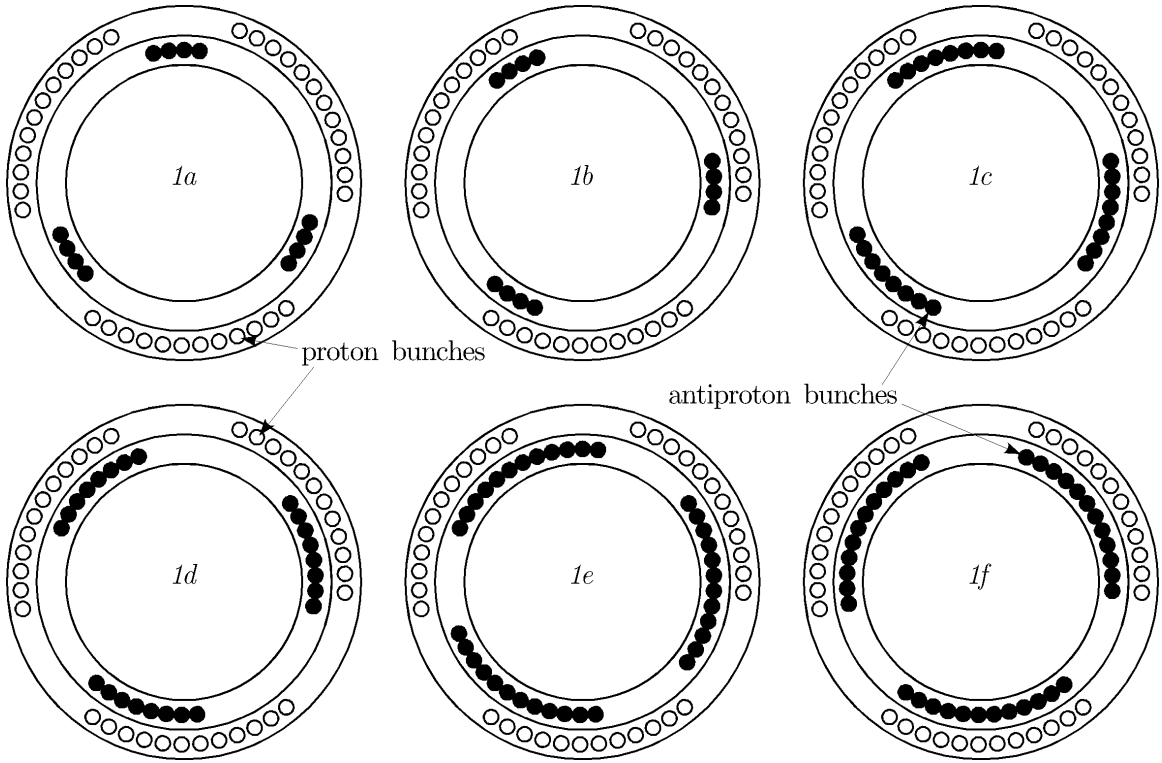 1a
1b
1c
proton bunches
antiproton bunches
1d
1e
1f